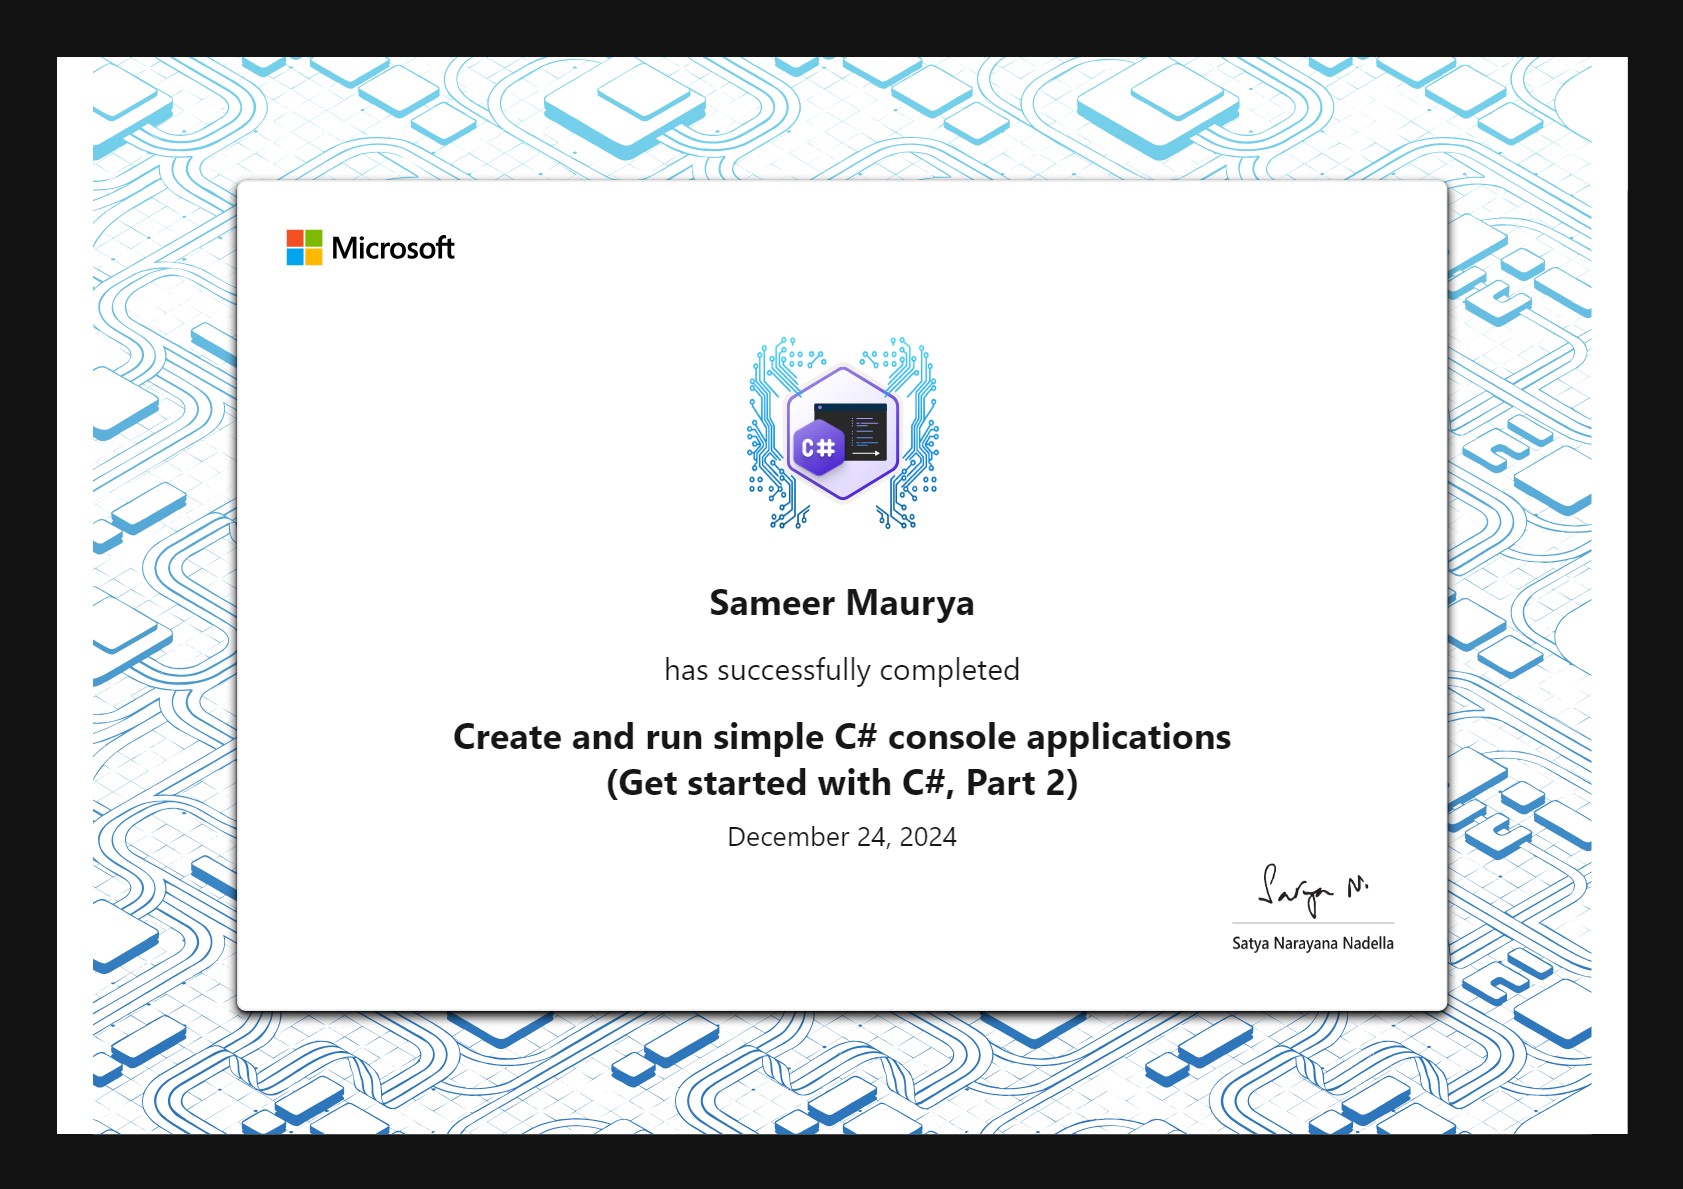 Microsoft
C#
Sameer Maurya
has successfully completed
Create and run simple C# console applications
(Get started with C#, Part 2)
December 24, 2024
Satya N.
Satya Narayana Nadella